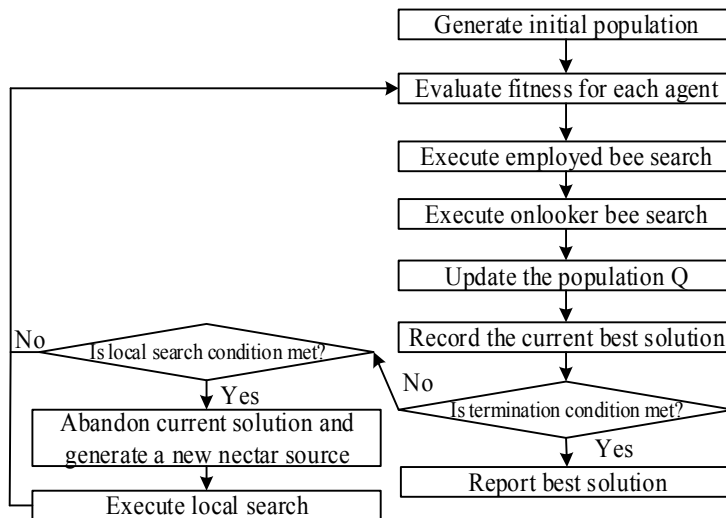 Generate initial population
Evaluate fitness for each agent
Execute employed bee search
Execute onlooker bee search
Update the population Q
Record the current best solution
Is termination condition met?
No
Yes
Report best solution
Is local search condition met?
No
Yes
Abandon current solution and
generate a new nectar source
Execute local search